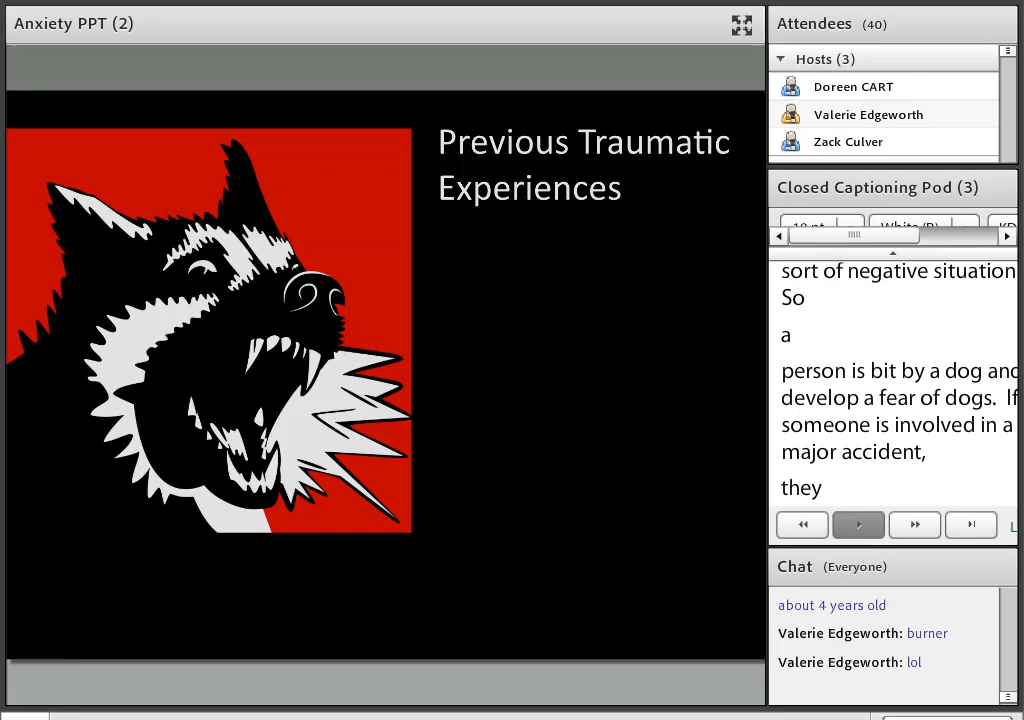 Anxiety PPT (2)
Previous Traumatic
Experiences
Attendees (40)
Hosts (3)
Doreen CART
Valerie Edgeworth
Zack Culver
Closed Captioning Pod (3)
sort of negative situation
So
a
person is bit by a dog and
develop a fear of dogs. If
someone is involved in a
major accident,
they
Chat (Everyone)
about 4 years old
Valerie Edgeworth: burner
Valerie Edgeworth: lol